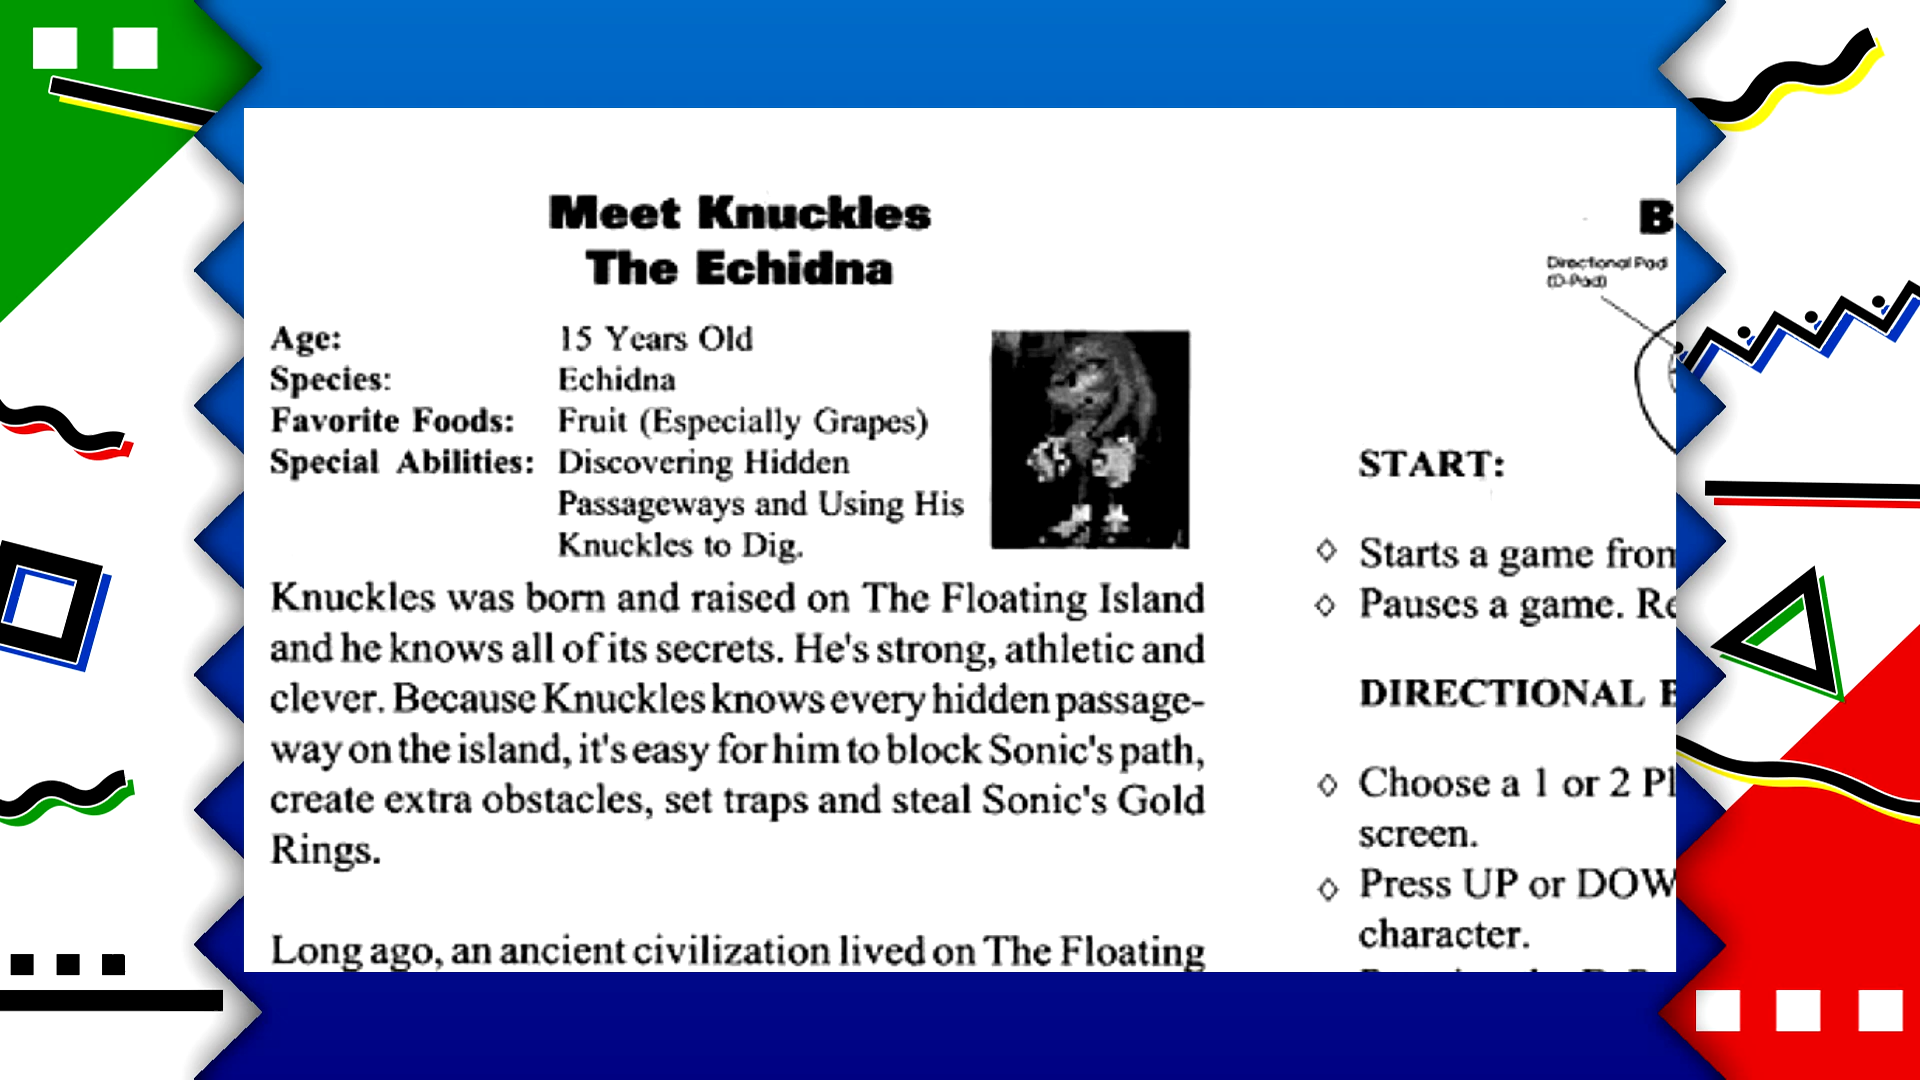 Meet Knuckles
The Echidna
Age: 15 Years Old
Species: Echidna
Favorite Foods: Fruit (Especially Grapes)
Special Abilities: Discovering Hidden
Passageways and Using His
Knuckles to Dig.
Knuckles was born and raised on The Floating Island
and he knows all of its secrets. He's strong, athletic and
clever. Because Knuckles knows every hidden passage-
way on the island, it's easy for him to block Sonic's path,
create extra obstacles, set traps and steal Sonic's Gold
Rings.
Long ago, an ancient civilization lived on The Floating
B
Directional Pad
(D-Pad)
START:
◇ Starts a game from
◇ Pauses a game. Re
DIRECTIONAL
◇ Choose a 1 or 2 Pl
screen.
◇ Press UP or DOW
character.